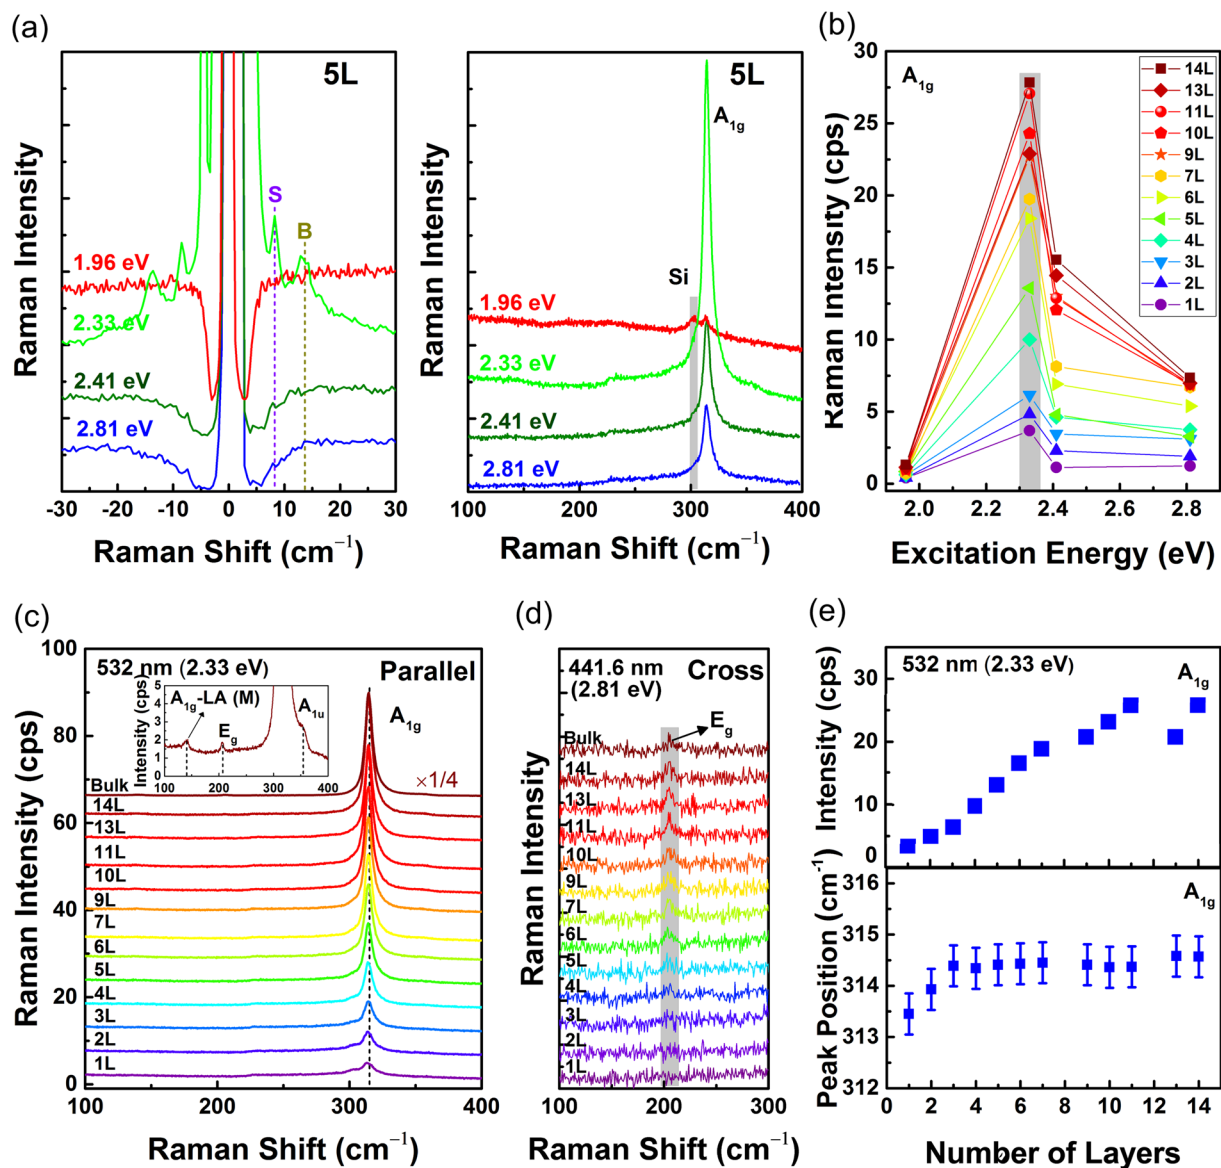 (a)
5L
S
B
1.96 eV
2.33 eV
2.41 eV
2.81 eV
Raman Intensity
-30 -20 -10 0 10 20 30
Raman Shift (cm⁻¹)
5L
A1g
Si
1.96 eV
2.33 eV
2.41 eV
2.81 eV
Raman Intensity
100 200 300 400
Raman Shift (cm⁻¹)
(b)
A1g
30
25
20
15
10
5
0
Raman Intensity (cps)
14L
13L
11L
10L
9L
7L
6L
5L
4L
3L
2L
1L
2.0 2.2 2.4 2.6 2.8
Excitation Energy (eV)
(c)
100
80
60
40
20
0
Raman Intensity (cps)
532 nm (2.33 eV)
Parallel
A1g
×1/4
5
4
3
2
1
0
Intensity (cps)
A1g-LA (M)
Eg
A1u
100 200 300 400
Bulk
14L
13L
11L
10L
9L
7L
6L
5L
4L
3L
2L
1L
100 200 300 400
Raman Shift (cm⁻¹)
(d)
441.6 nm
(2.81 eV)
Cross
Eg
Raman Intensity
Bulk
14L
13L
11L
10L
9L
7L
6L
5L
4L
3L
2L
1L
100 200 300
Raman Shift (cm⁻¹)
(e)
532 nm (2.33 eV)
A1g
30
20
10
0
Intensity (cps)
A1g
316
315
314
313
312
Peak Position (cm⁻¹)
0 2 4 6 8 10 12 14
Number of Layers